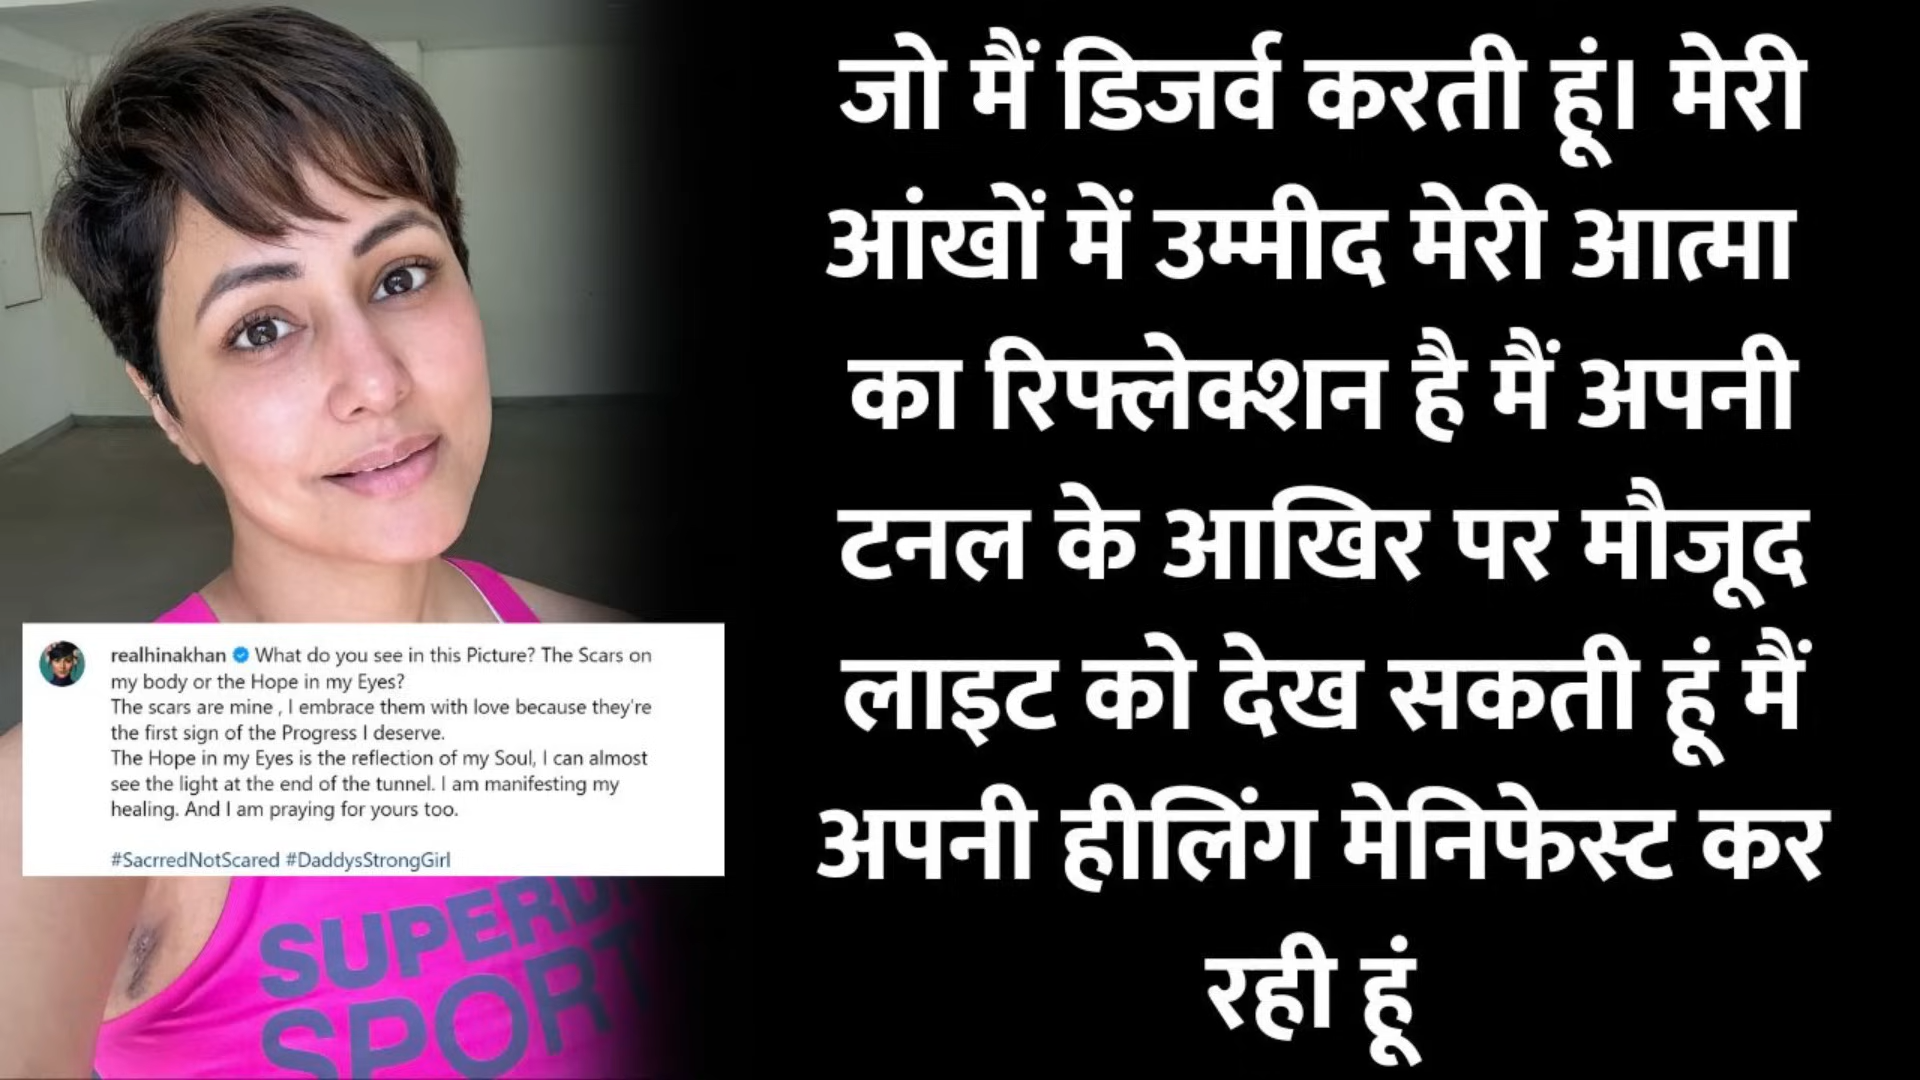 realhinakhan What do you see in this Picture? The Scars on
my body or the Hope in my Eyes?
The scars are mine , I embrace them with love because they're
the first sign of the Progress I deserve.
The Hope in my Eyes is the reflection of my Soul, I can almost
see the light at the end of the tunnel. I am manifesting my
healing. And I am praying for yours too.
#SacrredNotScared #DaddysStrongGirl
SPORT
जो मैं डिजर्व करती हूं। मेरी
आंखों में उम्मीद मेरी आत्मा
का रिफ्लेक्शन है मैं अपनी
टनल के आखिर पर मौजूद
लाइट को देख सकती हूं मैं
अपनी हीलिंग मेनिफेस्ट कर
रही हूं